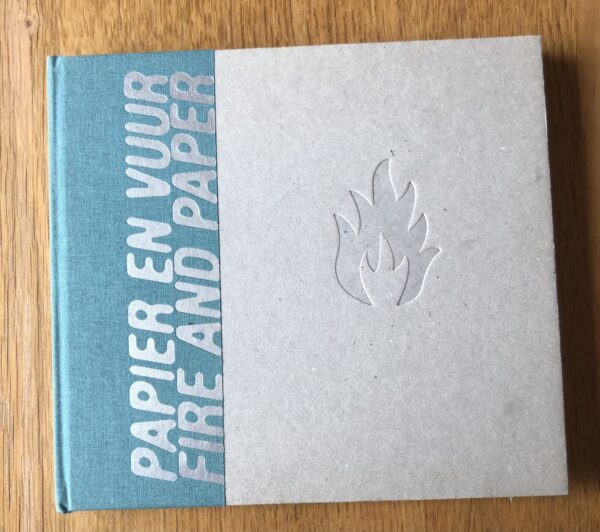 PAPIER EN VUUR
FIRE AND PAPER